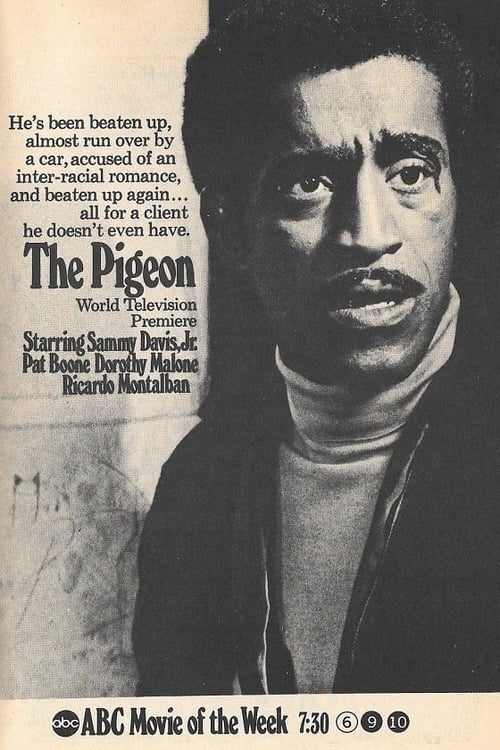 He's been beaten up,
almost run over by
a car, accused of an
inter-racial romance,
and beaten up again...
all for a client
he doesn't even have.
The Pigeon
World Television
Premiere
Starring Sammy Davis, Jr.
Pat Boone Dorothy Malone
Ricardo Montalban
abc ABC Movie of the Week 7:30 6 9 10